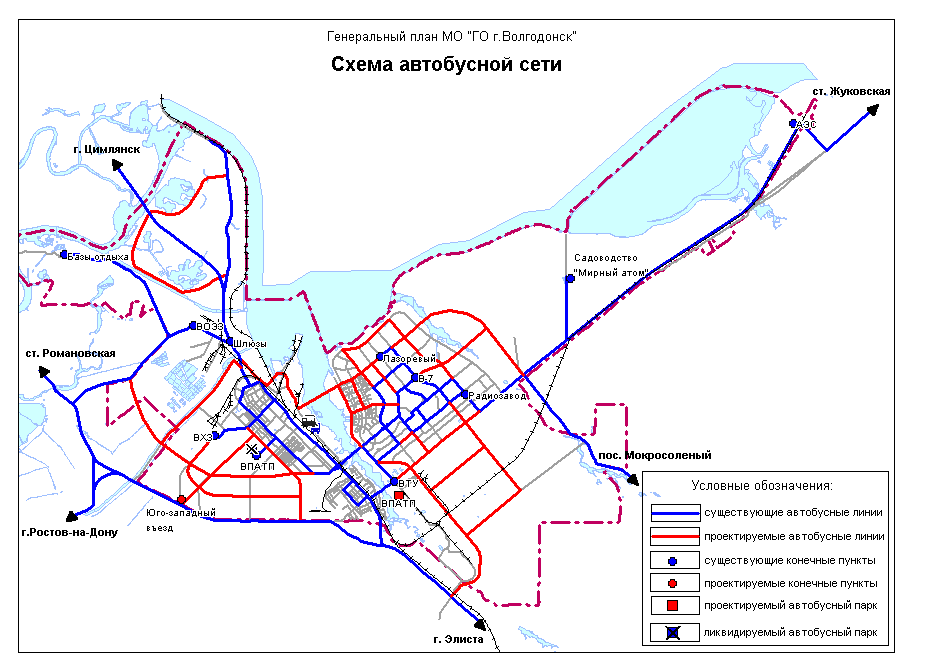 Генеральный план МО "ГО г.Волгодонск"
Схема автобусной сети
ст. Жуковская
АЭС
г. Цимлянск
Базы отдыха
Садоводство
"Мирный атом"
ВОЭЗ
Шлюзы
ст. Романовская
Лазоревый
В-7
Радиозавод
ВХЗ
ВПАТП
пос. Мокросоленый
ВТУ
ВПАТП
Юго-западный
въезд
г.Ростов-на-Дону
г. Элиста
Условные обозначения:
существующие автобусные линии
проектируемые автобусные линии
существующие конечные пункты
проектируемые конечные пункты
проектируемый автобусный парк
ликвидируемый автобусный парк